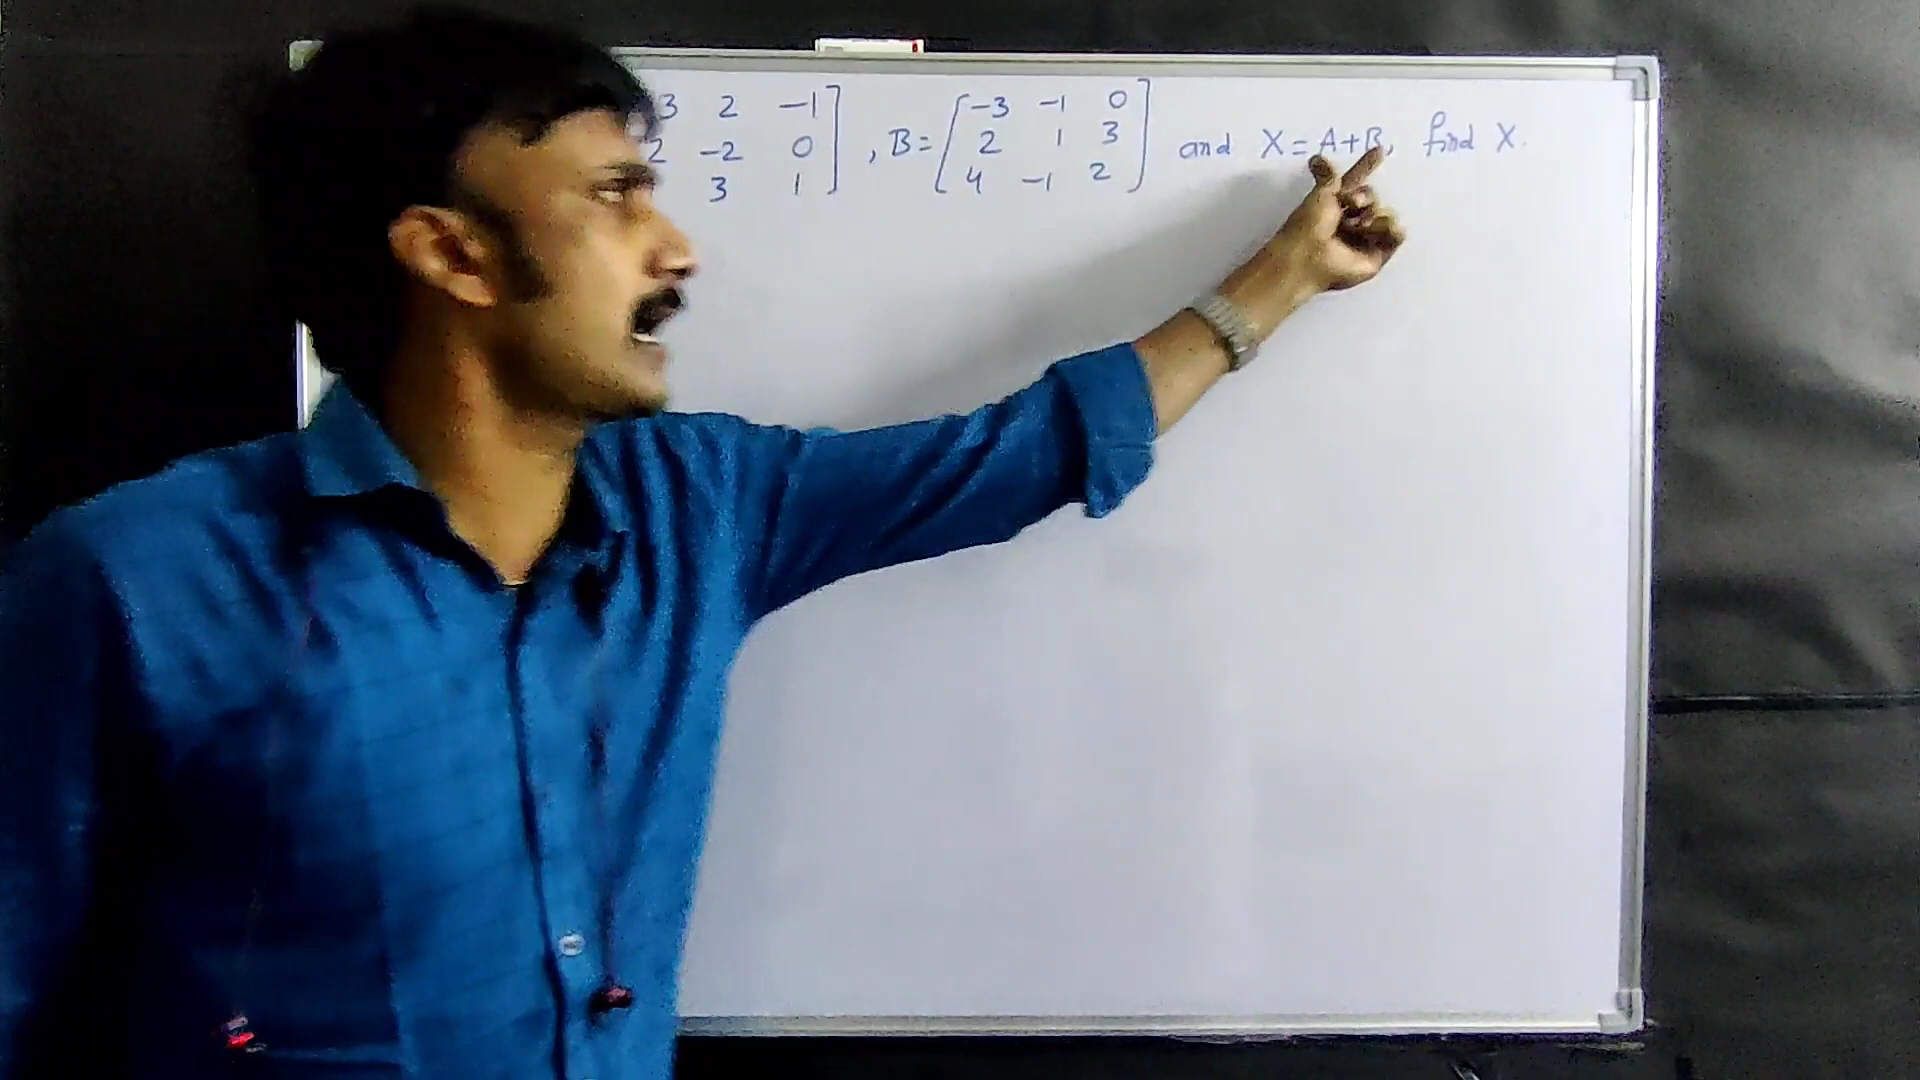 3 2 -1] , B = [-3 -1 0] and X = A+B, find X.
2 -2 0 2 1 3
3 1 4 -1 2